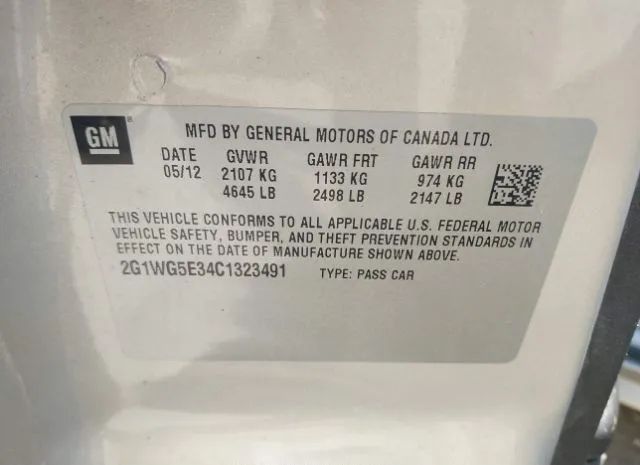 GM ®
MFD BY GENERAL MOTORS OF CANADA LTD.
DATE GVWR GAWR FRT GAWR RR
05/12 2107 KG 1133 KG 974 KG
4645 LB 2498 LB 2147 LB
THIS VEHICLE CONFORMS TO ALL APPLICABLE U.S. FEDERAL MOTOR
VEHICLE SAFETY, BUMPER, AND THEFT PREVENTION STANDARDS IN
EFFECT ON THE DATE OF MANUFACTURE SHOWN ABOVE.
2G1WG5E34C1323491 TYPE: PASS CAR